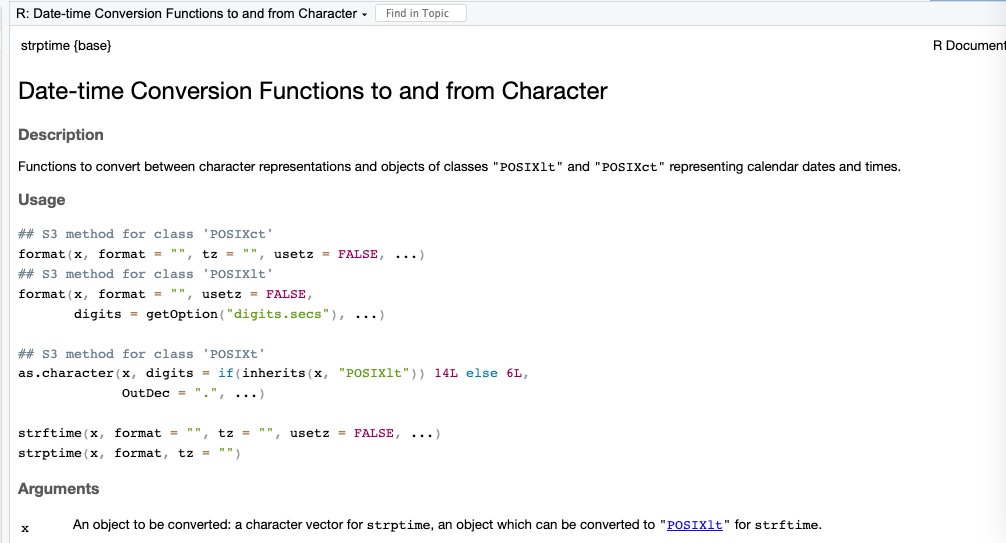 R: Date-time Conversion Functions to and from Character
Find in Topic
strptime {base}
R Document
Date-time Conversion Functions to and from Character
Description
Functions to convert between character representations and objects of classes "POSIXlt" and "POSIXct" representing calendar dates and times.
Usage
## S3 method for class 'POSIXct'
format(x, format = "", tz = "", usetz = FALSE, ...)
## S3 method for class 'POSIXlt'
format(x, format = "", usetz = FALSE,
       digits = getOption("digits.secs"), ...)
## S3 method for class 'POSIXt'
as.character(x, digits = if(inherits(x, "POSIXlt")) 14L else 6L,
             OutDec = ".", ...)
strftime(x, format = "", tz = "", usetz = FALSE, ...)
strptime(x, format, tz = "")
Arguments
x An object to be converted: a character vector for strptime, an object which can be converted to "POSIXlt" for strftime.